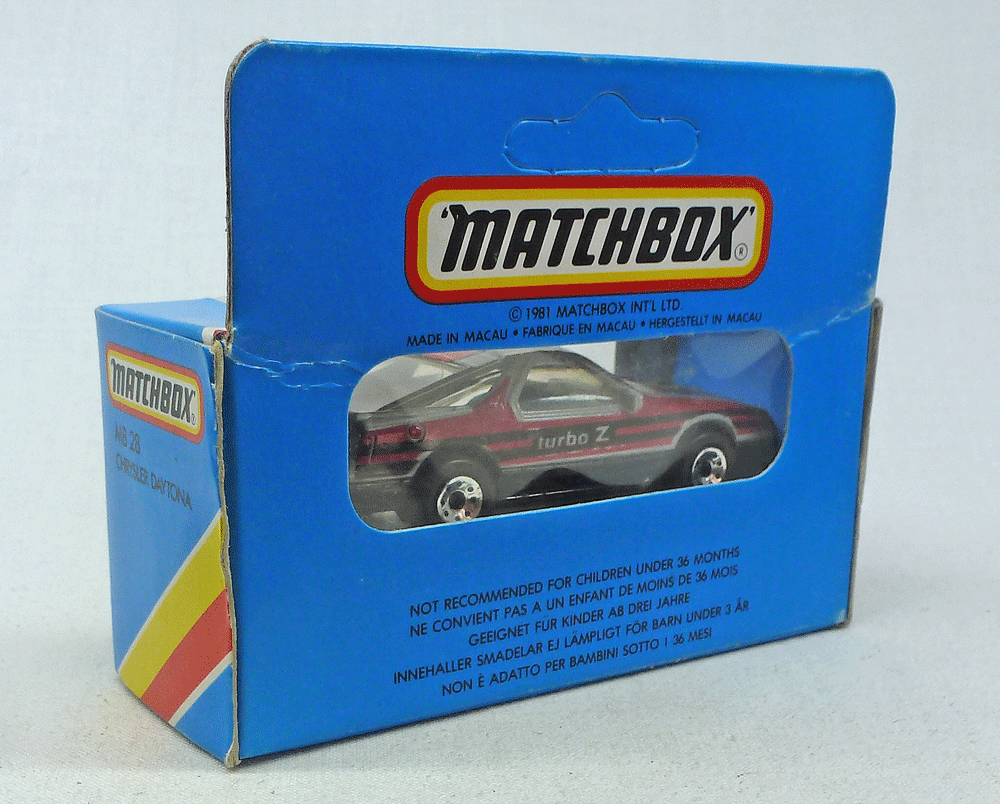 'MATCHBOX'®
© 1981 MATCHBOX INT'L LTD.
MADE IN MACAU • FABRIQUE EN MACAU • HERGESTELLT IN MACAU
turbo Z
NOT RECOMMENDED FOR CHILDREN UNDER 36 MONTHS
NE CONVIENT PAS A UN ENFANT DE MOINS DE 36 MOIS
GEEIGNET FÜR KINDER AB DREI JAHRE
INNEHALLER SMADELAR EJ LÄMPLIGT FÖR BARN UNDER 3 ÅR
NON È ADATTO PER BAMBINI SOTTO I 36 MESI
MATCHBOX®
MB 28
CHRYSLER DAYTONA